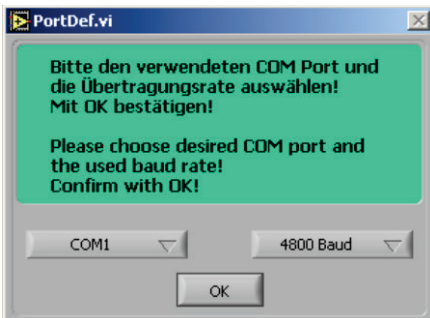 PortDef.vi
Bitte den verwendeten COM Port und
die Übertragungsrate auswählen!
Mit OK bestätigen!
Please choose desired COM port and
the used baud rate!
Confirm with OK!
COM1
4800 Baud
OK